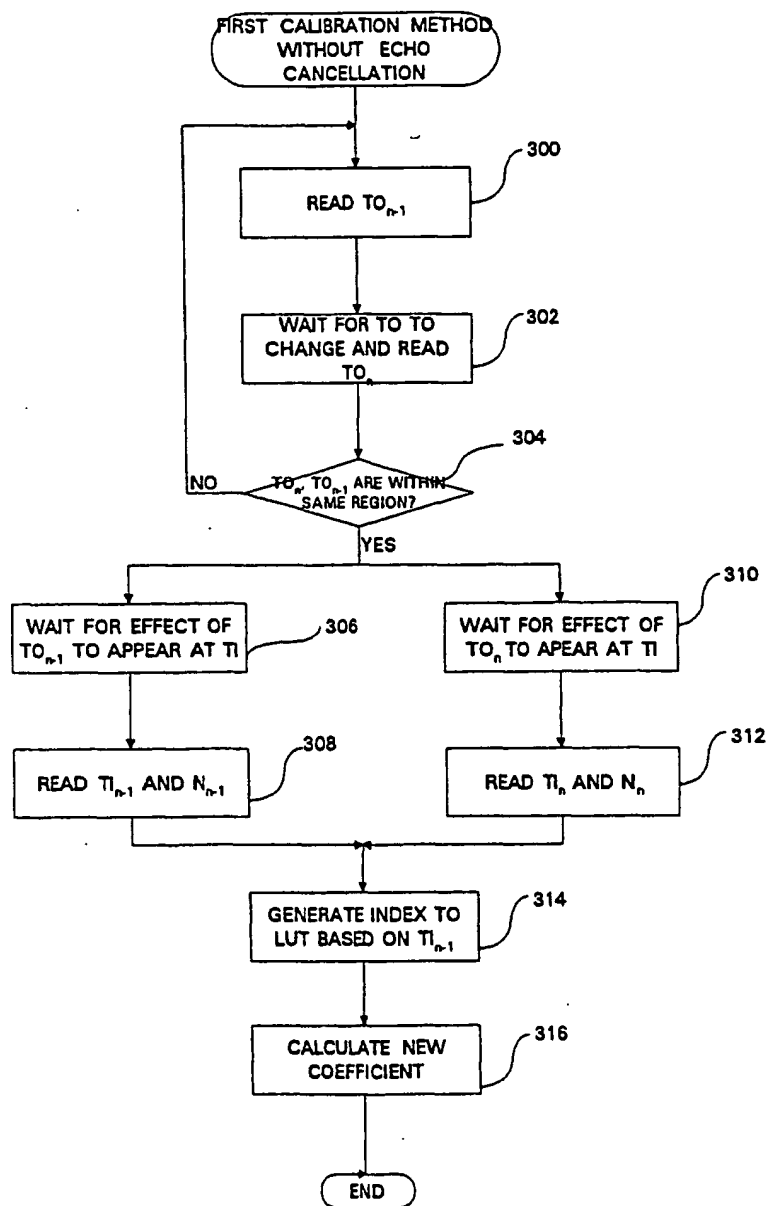 FIRST CALIBRATION METHOD
WITHOUT ECHO
CANCELLATION
300
READ TOn-1
302
WAIT FOR TO TO
CHANGE AND READ
TOn
304
NO
TOn, TOn-1 ARE WITHIN
SAME REGION?
YES
306
WAIT FOR EFFECT OF
TOn-1 TO APPEAR AT TI
310
WAIT FOR EFFECT OF
TOn TO APEAR AT TI
308
READ TIn-1 AND Nn-1
312
READ TIn AND Nn
314
GENERATE INDEX TO
LUT BASED ON TIn-1
316
CALCULATE NEW
COEFFICIENT
END